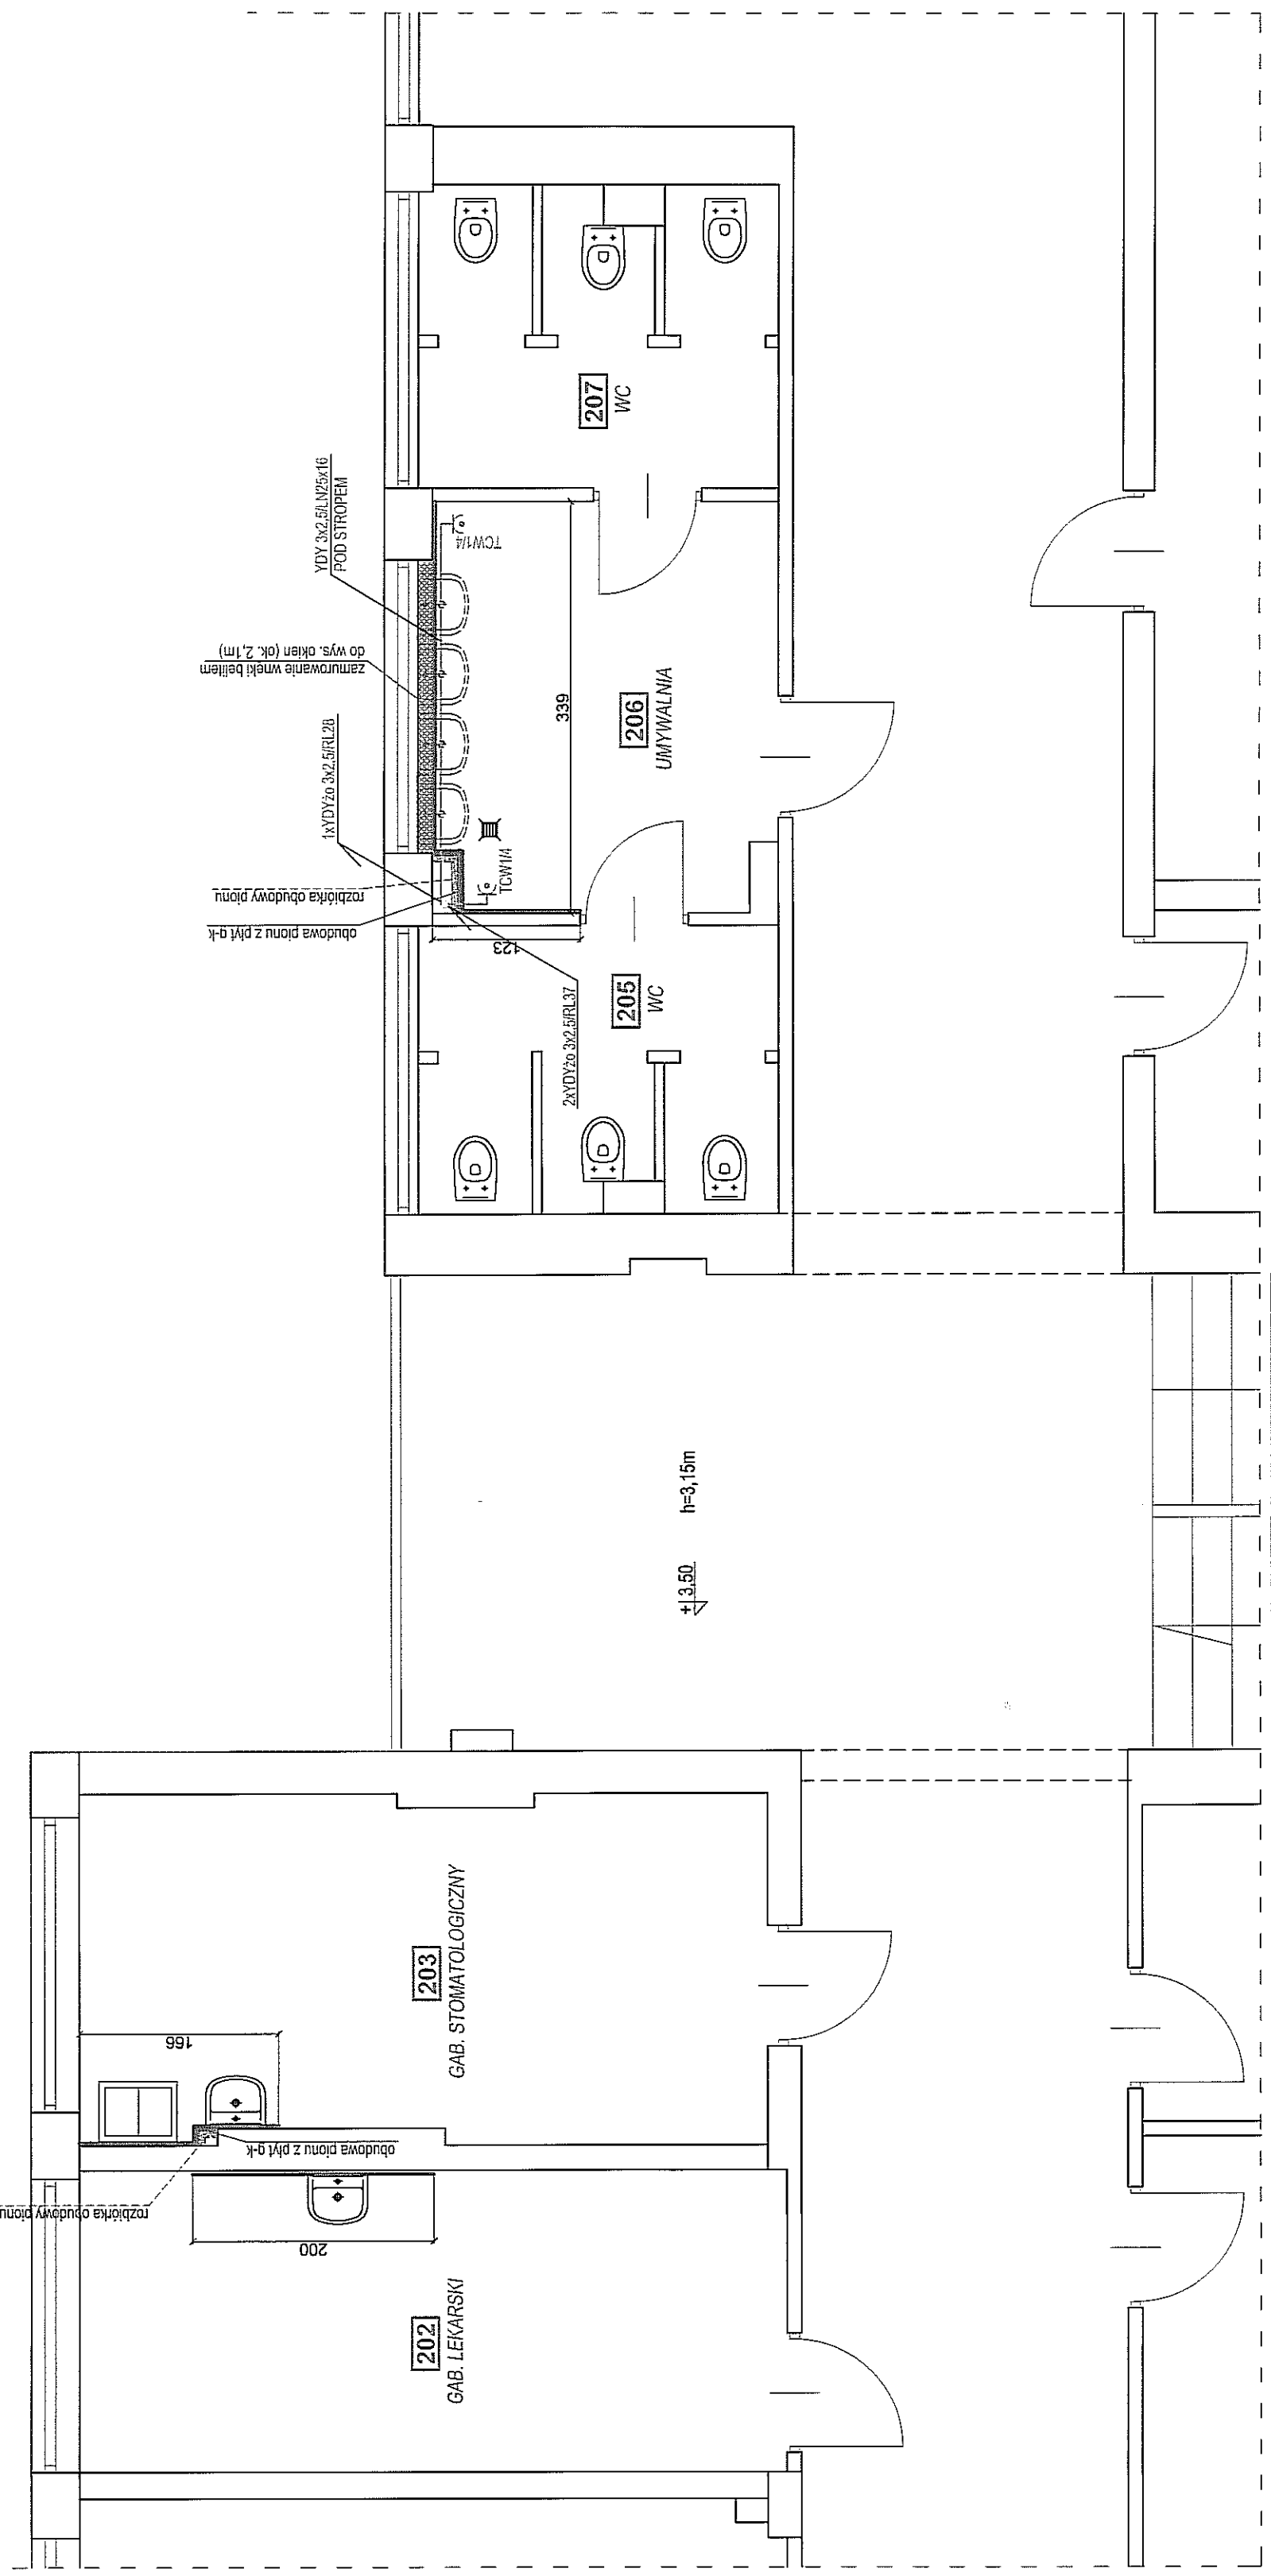 202
GAB. LEKARSKI
200
rozbiórka obudowy pionu
obudowa pionu z płyt g-k
166
203
GAB. STOMATOLOGICZNY
+3,50
h=3,15m
205
WC
2xYDYżo 3x2,5/RL37
123
obudowa pionu z płyt g-k
rozbiórka obudowy pionu
1xYDYżo 3x2,5/RL28
zamurowanie wnęki belitem
do wys. okien (ok. 2,1m)
YDY 3x2,5/LN25x16
POD STROPEM
TCW1/4
TCW1/4
339
206
UMYWALNIA
207
WC